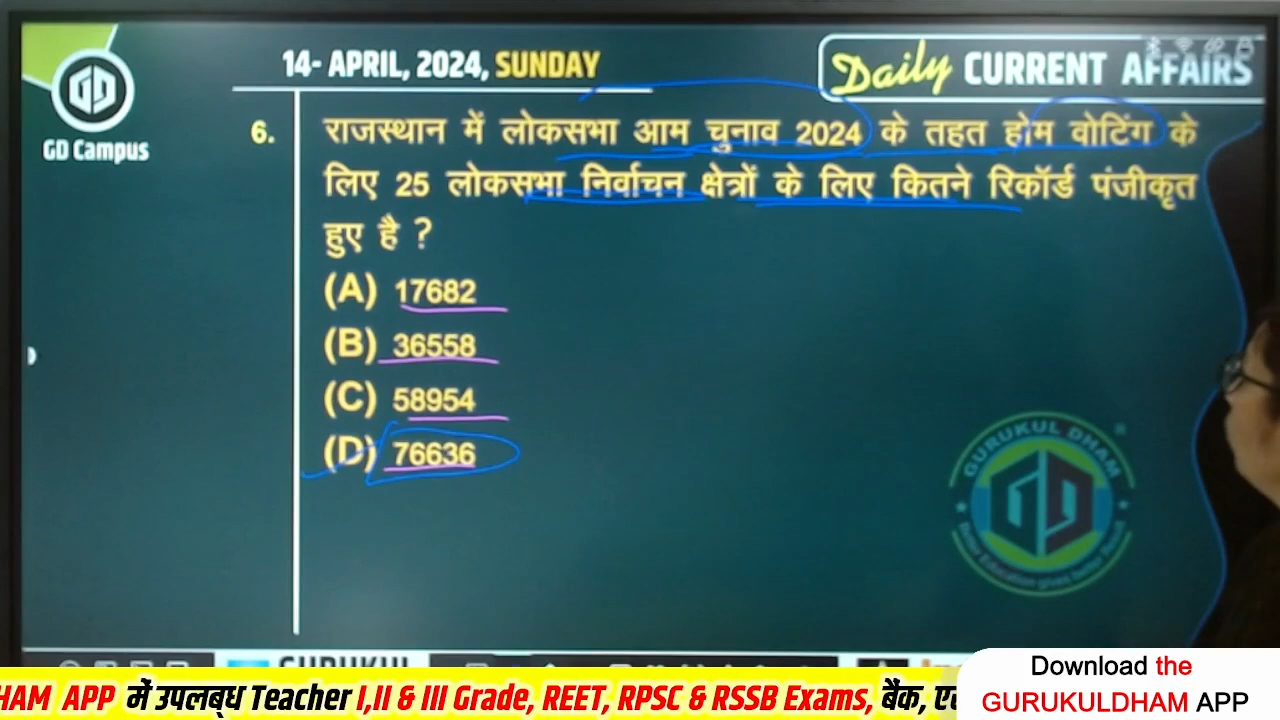 14- APRIL, 2024, SUNDAY
Daily CURRENT AFFAIRS
GD Campus
6. राजस्थान में लोकसभा आम चुनाव 2024 के तहत होम वोटिंग के
लिए 25 लोकसभा निर्वाचन क्षेत्रों के लिए कितने रिकॉर्ड पंजीकृत
हुए है ?
(A) 17682
(B) 36558
(C) 58954
(D) 76636
GURUKUL DHAM
GURUKUL
HAM APP में उपलब्ध Teacher I,II & III Grade, REET, RPSC & RSSB Exams, बैंक,
Download the
GURUKULDHAM APP